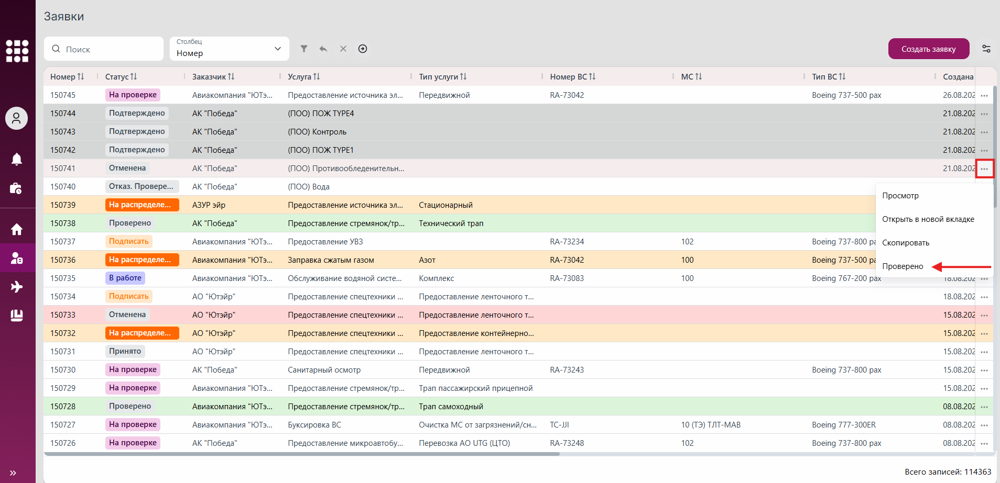 Заявки
Поиск
Столбец
Номер
Создать заявку
Номер Статус Заказчик Услуга Тип услуги Номер ВС МС Тип ВС Создана
150745 На проверке Авиакомпания "ЮТэ... Предоставление источника эл... Передвижной RA-73042 Boeing 737-500 pax 26.08.202
150744 Подтверждено АК "Победа" (ПОО) ПОЖ TYPE4 21.08.202
150743 Подтверждено АК "Победа" (ПОО) Контроль 21.08.202
150742 Подтверждено АК "Победа" (ПОО) ПОЖ TYPE1 21.08.202
150741 Отменена АК "Победа" (ПОО) Противообледенительн... 21.08.202
150740 Отказ. Провере... АК "Победа" (ПОО) Вода
Просмотр
150739 На распределе... АЗУР эйр Предоставление источника эл... Стационарный
Открыть в новой вкладке
150738 Проверено АК "Победа" Предоставление стремянок/тр... Технический трап
150737 Подписать Авиакомпания "ЮТэ... Предоставление УВЗ RA-73234 102 Boeing 737-800 pa
Скопировать
150736 На распределе... Авиакомпания "ЮТэ... Заправка сжатым газом Азот RA-73042 100 Boeing 737-500 pa
Проверено
150735 В работе Авиакомпания "ЮТэ... Обслуживание водяной систе... Комплекс RA-73083 100 Boeing 767-200 pax 18.08.202
150734 Подписать АО "Ютэйр" Предоставление спецтехники ... Предоставление ленточного т... 18.08.202
150733 Отменена АО "Ютэйр" Предоставление спецтехники ... Предоставление ленточного т... 15.08.202
150732 На распределе... АО "Ютэйр" Предоставление спецтехники ... Предоставление контейнерно... 15.08.202
150731 Принято АО "Ютэйр" Предоставление спецтехники ... Предоставление ленточного т... 15.08.202
150730 На проверке АК "Победа" Санитарный осмотр Передвижной RA-73243 Boeing 737-800 pax 15.08.202
150729 На проверке Авиакомпания "ЮТэ... Предоставление стремянок/тр... Трап пассажирский прицепной 15.08.202
150728 Проверено Авиакомпания "ЮТэ... Предоставление стремянок/тр... Трап самоходный 08.08.202
150727 На проверке Авиакомпания "ЮТэ... Буксировка ВС Очистка МС от загрязнений/сн... TC-JJI 10 (ТЭ) ТЛТ-МАВ Boeing 777-300ER 08.08.202
150726 На проверке АК "Победа" Предоставление микроавтобу... Перевозка АО UTG (ЦТО) RA-73248 102 Boeing 737-800 pax 08.08.202
Всего записей: 114363